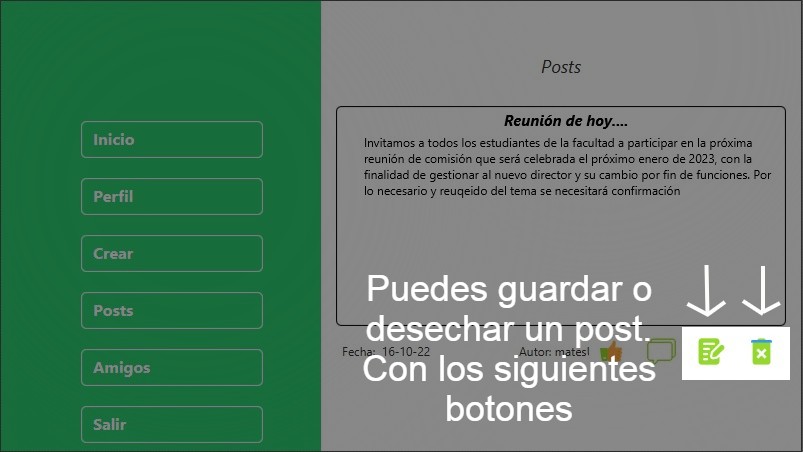 Posts
Inicio
Perfil
Crear
Posts
Amigos
Salir
Reunión de hoy....
Invitamos a todos los estudiantes de la facultad a participar en la próxima
reunión de comisión que será celebrada el próximo enero de 2023, con la
finalidad de gestionar al nuevo director y su cambio por fin de funciones. Por
lo necesario y reuqeido del tema se necesitará confirmación
Puedes guardar o
desechar un post.
Con los siguientes
botones
Fecha: 16-10-22
Autor: matesl